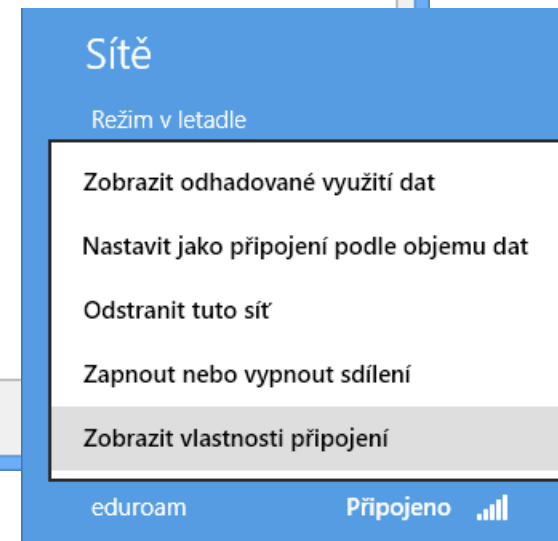 Sítě
Režim v letadle
Zobrazit odhadované využití dat
Nastavit jako připojení podle objemu dat
Odstranit tuto síť
Zapnout nebo vypnout sdílení
Zobrazit vlastnosti připojení
eduroam Připojeno